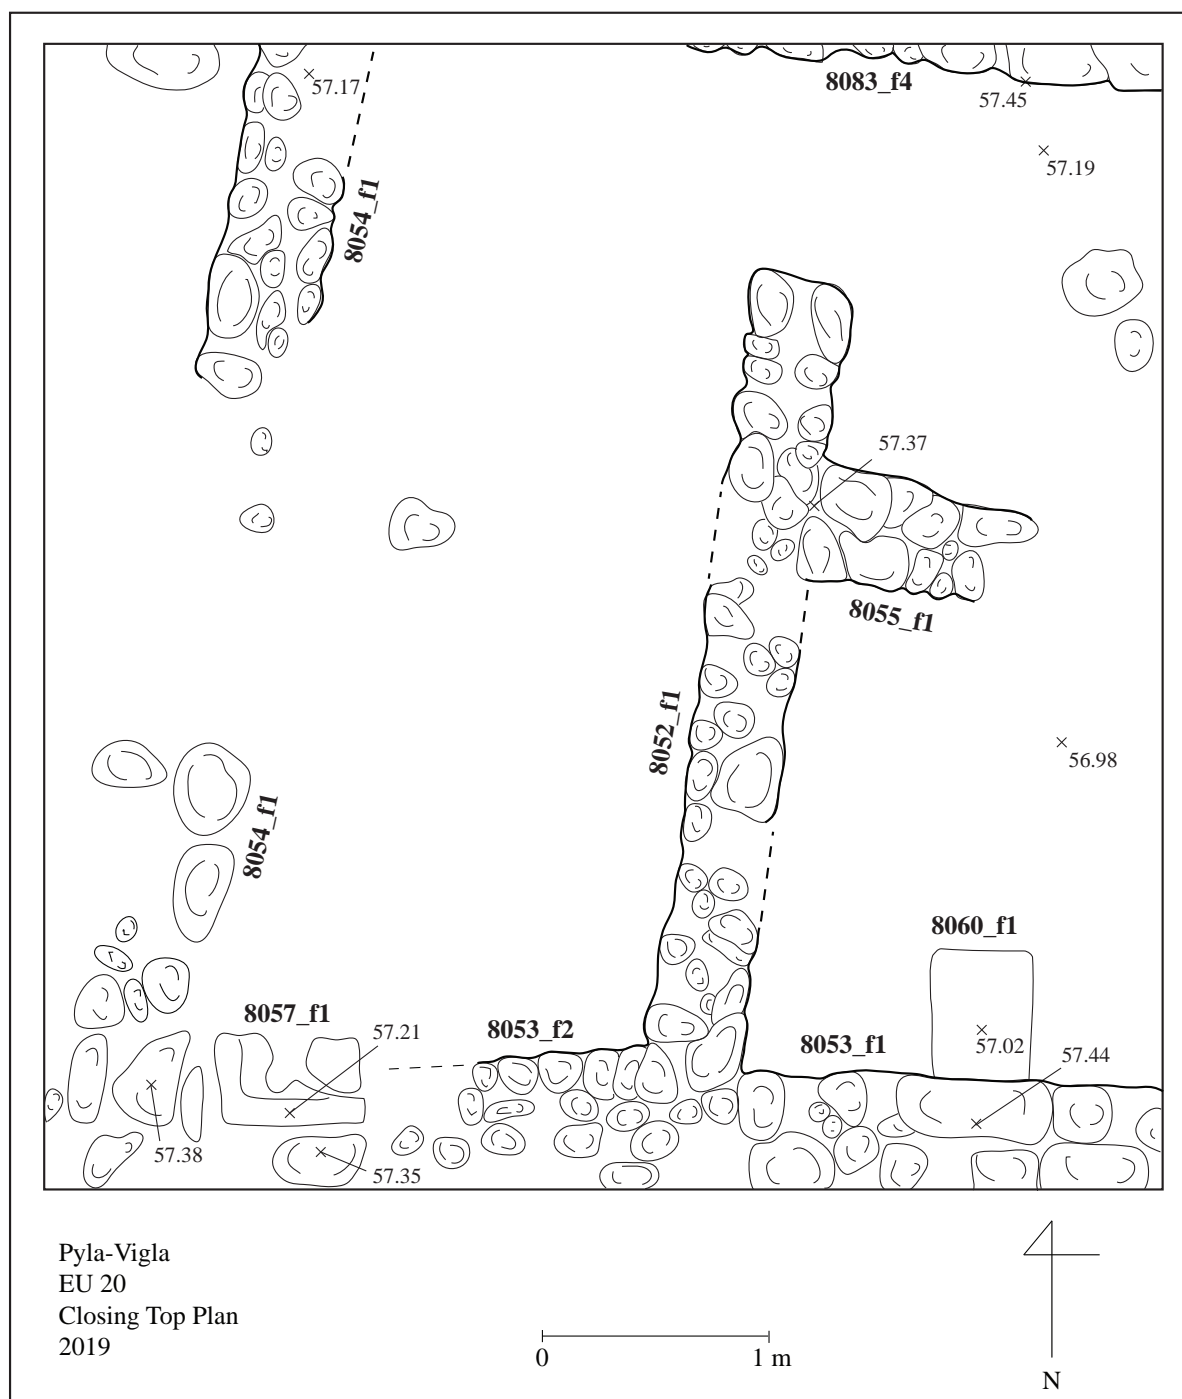 57.17
8083_f4
57.45
57.19
8054_f1
57.37
8055_f1
8052_f1
56.98
8054_f1
8060_f1
8057_f1
57.21
8053_f2
8053_f1
57.02
57.44
57.38
57.35
Pyla-Vigla
EU 20
Closing Top Plan
2019
0
1 m
N